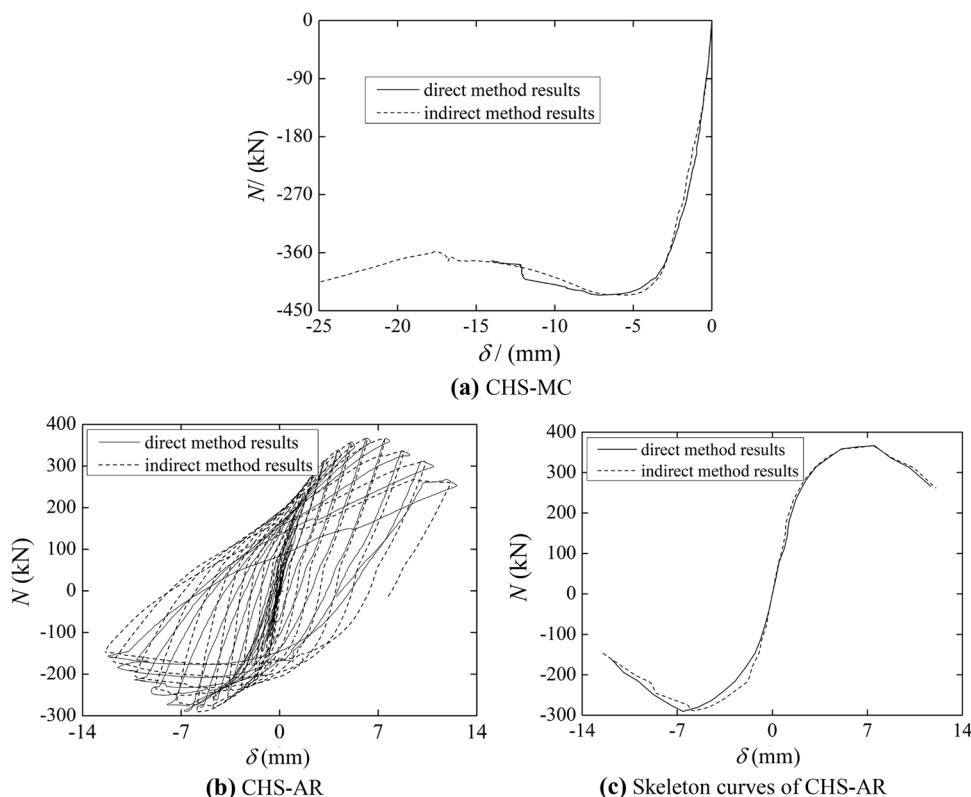 0
-90
-180
-270
-360
-450
N/ (kN)
direct method results
indirect method results
-25 -20 -15 -10 -5 0
δ / (mm)
(a) CHS-MC
400
300
200
100
0
-100
-200
-300
N (kN)
direct method results
indirect method results
-14 -7 0 7 14
δ (mm)
(b) CHS-AR
400
300
200
100
0
-100
-200
-300
N (kN)
direct method results
indirect method results
-14 -7 0 7 14
δ (mm)
(c) Skeleton curves of CHS-AR